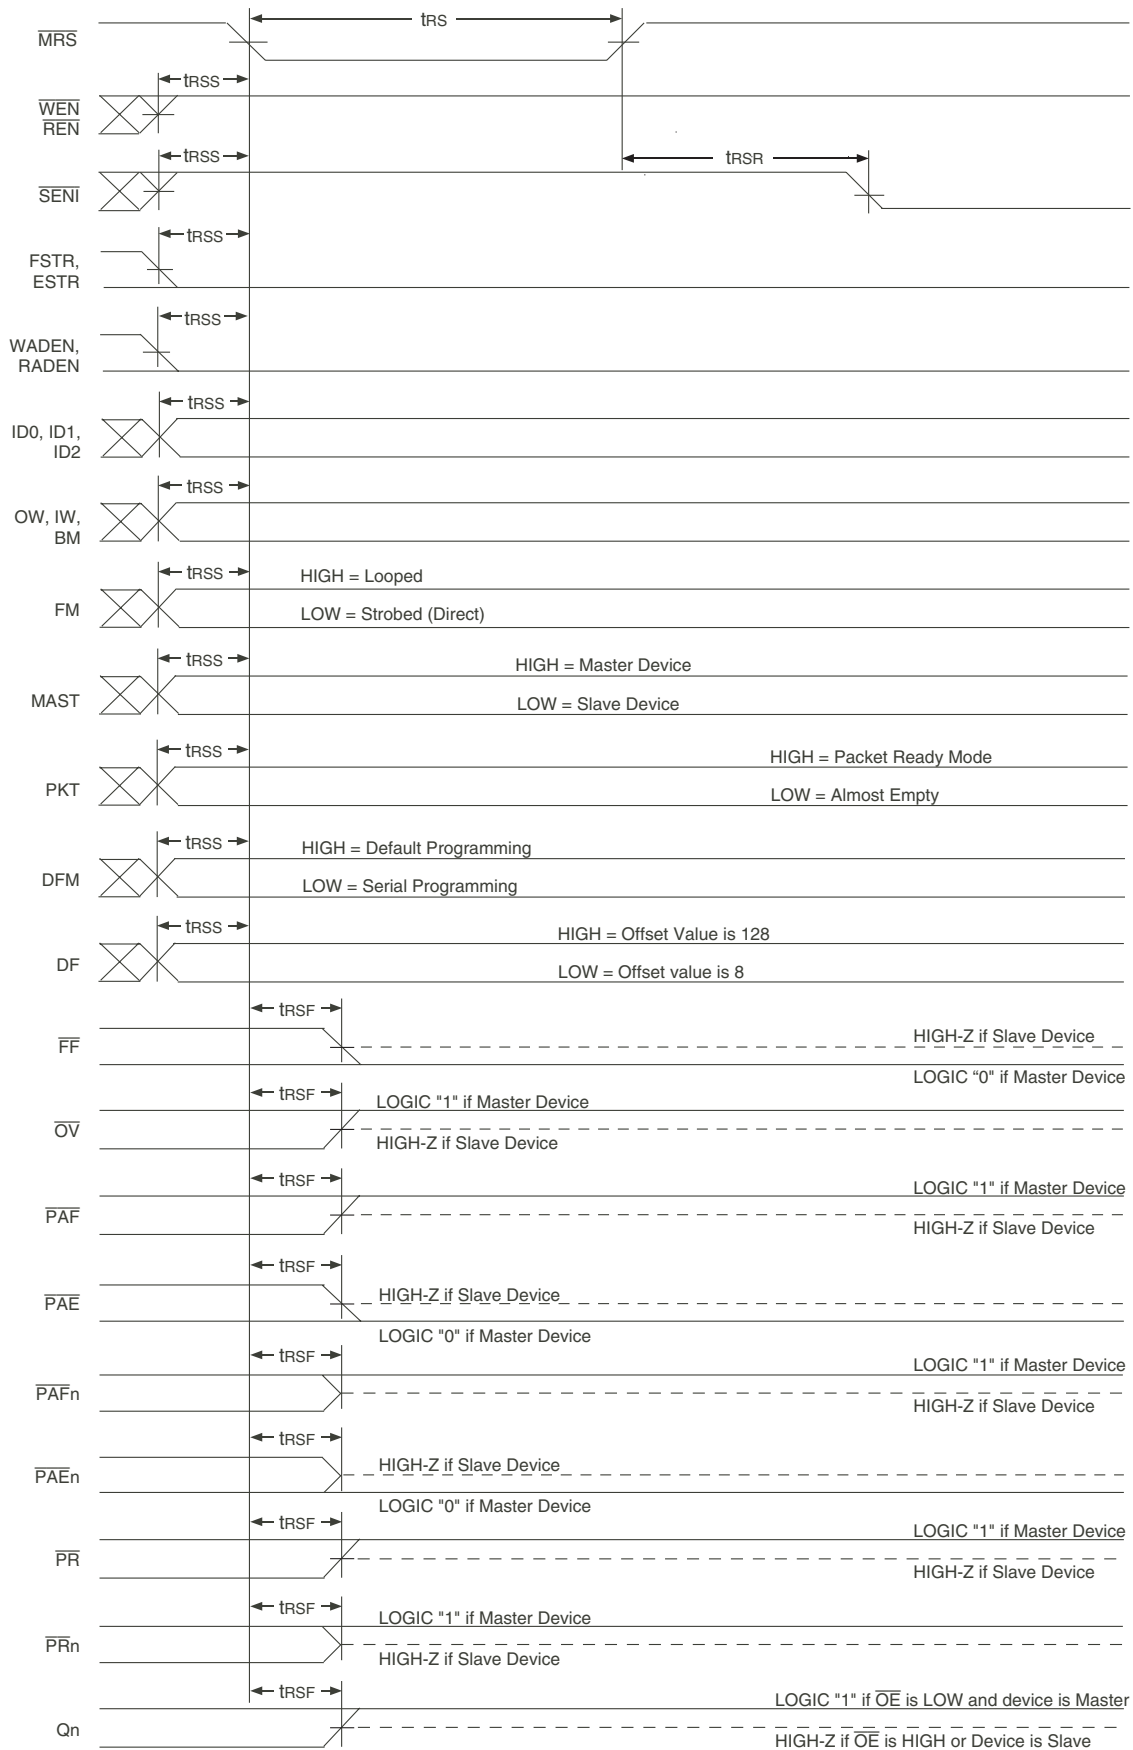 tRS
MRS
tRSS
WEN
REN
tRSS
tRSR
SENI
tRSS
FSTR,
ESTR
tRSS
WADEN,
RADEN
tRSS
ID0, ID1,
ID2
tRSS
OW, IW,
BM
tRSS
HIGH = Looped
FM
LOW = Strobed (Direct)
tRSS
HIGH = Master Device
MAST
LOW = Slave Device
tRSS
HIGH = Packet Ready Mode
PKT
LOW = Almost Empty
tRSS
HIGH = Default Programming
DFM
LOW = Serial Programming
tRSS
HIGH = Offset Value is 128
DF
LOW = Offset value is 8
tRSF
FF
HIGH-Z if Slave Device
LOGIC “0" if Master Device
tRSF
LOGIC "1" if Master Device
OV
HIGH-Z if Slave Device
tRSF
LOGIC "1" if Master Device
PAF
HIGH-Z if Slave Device
tRSF
HIGH-Z if Slave Device
PAE
LOGIC "0" if Master Device
tRSF
LOGIC "1" if Master Device
PAFn
HIGH-Z if Slave Device
tRSF
HIGH-Z if Slave Device
PAEn
LOGIC "0" if Master Device
tRSF
LOGIC "1" if Master Device
PR
HIGH-Z if Slave Device
tRSF
LOGIC "1" if Master Device
PRn
HIGH-Z if Slave Device
tRSF
LOGIC "1" if OE is LOW and device is Master
Qn
HIGH-Z if OE is HIGH or Device is Slave